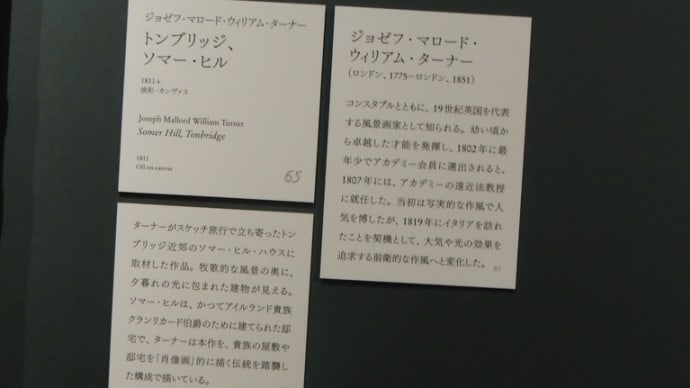 ジョゼフ・マロード・ウィリアム・ターナー
トンブリッジ、
ソマー・ヒル
1811年
油彩・カンヴァス
Joseph Mallord William Turner
Somer Hill, Tonbridge
1811
Oil on canvas
65
ターナーがスケッチ旅行で立ち寄ったトン
ブリッジ近郊のソマー・ヒル・ハウスに
取材した作品。牧歌的な風景の奥に、
夕暮れの光に包まれた建物が見える。
ソマー・ヒルは、かつてアイルランド貴族
クランリカード伯爵のために建てられた邸
宅で、ターナーは本作を、貴族の屋敷や
邸宅を「肖像画」的に描く伝統を踏襲し
た構成で描いている。
ジョゼフ・マロード・
ウィリアム・ターナー
（ロンドン、1775－ロンドン、1851）
コンスタブルとともに、19世紀英国を代表
する風景画家として知られる。幼い頃か
ら卓越した才能を発揮し、1802年に最
年少でアカデミー会員に選出されると、
1807年には、アカデミーの遠近法教授
に就任した。当初は写実的な作風で人
気を博したが、1819年にイタリアを訪れ
たことを契機として、大気や光の効果を
追求する前衛的な作風へと変化した。